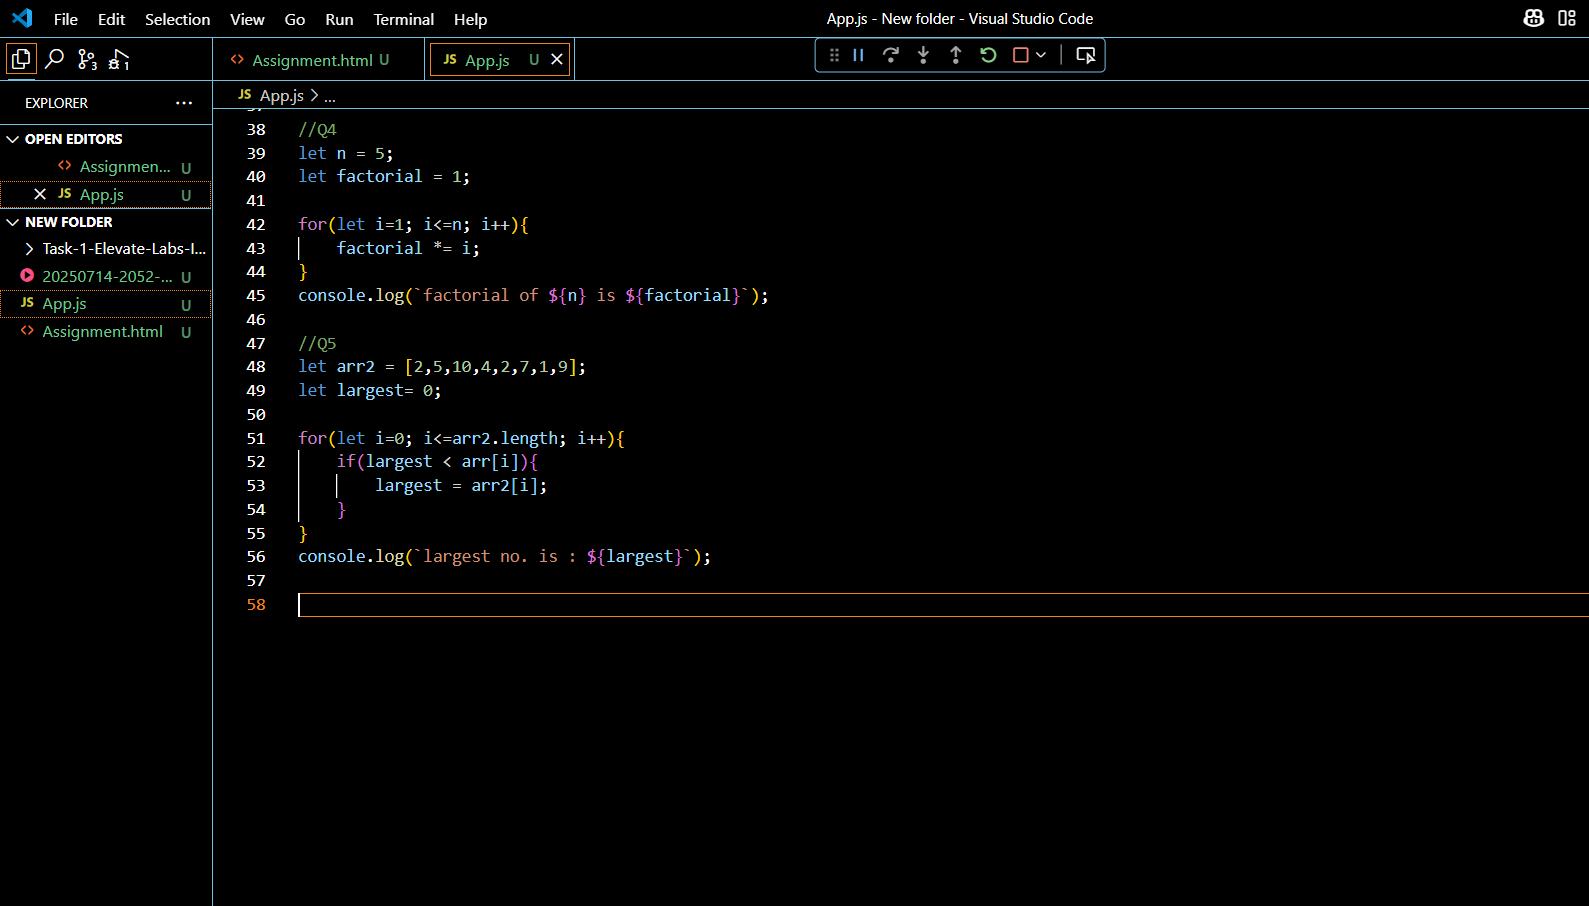 File Edit Selection View Go Run Terminal Help
App.js - New folder - Visual Studio Code
3
1
Assignment.html U
JS App.js U
EXPLORER
JS App.js > ...
OPEN EDITORS
Assignmen... U
JS App.js U
NEW FOLDER
Task-1-Elevate-Labs-I...
20250714-2052-... U
JS App.js U
Assignment.html U
38 //Q4
39 let n = 5;
40 let factorial = 1;
41
42 for(let i=1; i<=n; i++){
43 factorial *= i;
44 }
45 console.log(`factorial of ${n} is ${factorial}`);
46
47 //Q5
48 let arr2 = [2,5,10,4,2,7,1,9];
49 let largest= 0;
50
51 for(let i=0; i<=arr2.length; i++){
52 if(largest < arr[i]){
53 largest = arr2[i];
54 }
55 }
56 console.log(`largest no. is : ${largest}`);
57
58